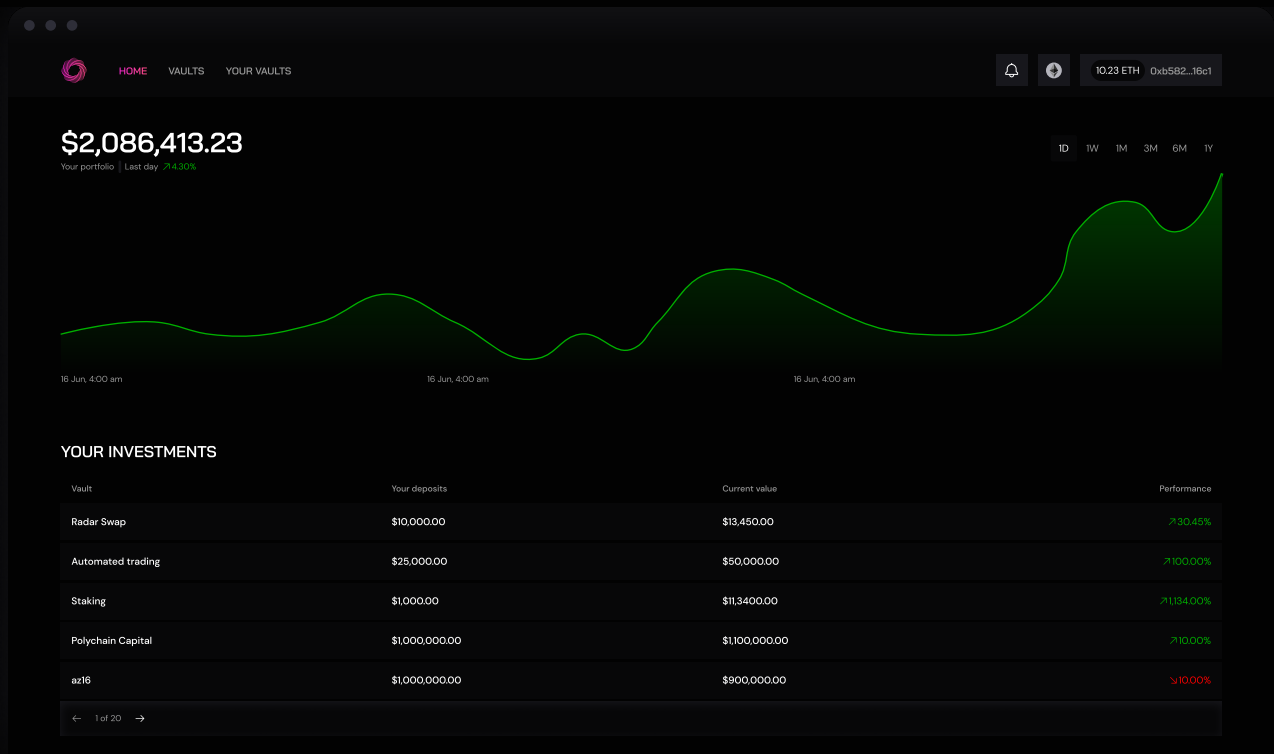 HOME VAULTS YOUR VAULTS 10.23 ETH 0xb582...16c1
$2,086,413.23
1D 1W 1M 3M 6M 1Y
Your portfolio Last day 4.30%
16 Jun, 4:00 am 16 Jun, 4:00 am 16 Jun, 4:00 am
YOUR INVESTMENTS
Vault Your deposits Current value Performance
Radar Swap $10,000.00 $13,450.00 30.45%
Automated trading $25,000.00 $50,000.00 100.00%
Staking $1,000.00 $11,3400.00 1,134.00%
Polychain Capital $1,000,000.00 $1,100,000.00 10.00%
az16 $1,000,000.00 $900,000.00 10.00%
1 of 20